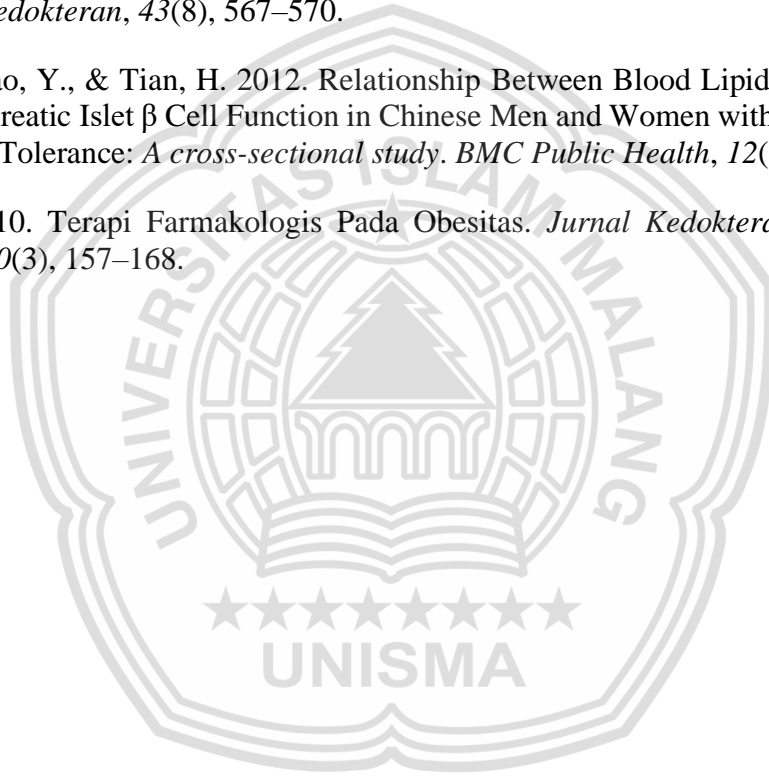 edokteran, 43(8), 567–570.
ao, Y., & Tian, H. 2012. Relationship Between Blood Lipid
reatic Islet β Cell Function in Chinese Men and Women with
Tolerance: A cross-sectional study. BMC Public Health, 12(
10. Terapi Farmakologis Pada Obesitas. Jurnal Kedoktera
0(3), 157–168.
UNIVERSITAS ISLAM MALANG
UNISMA